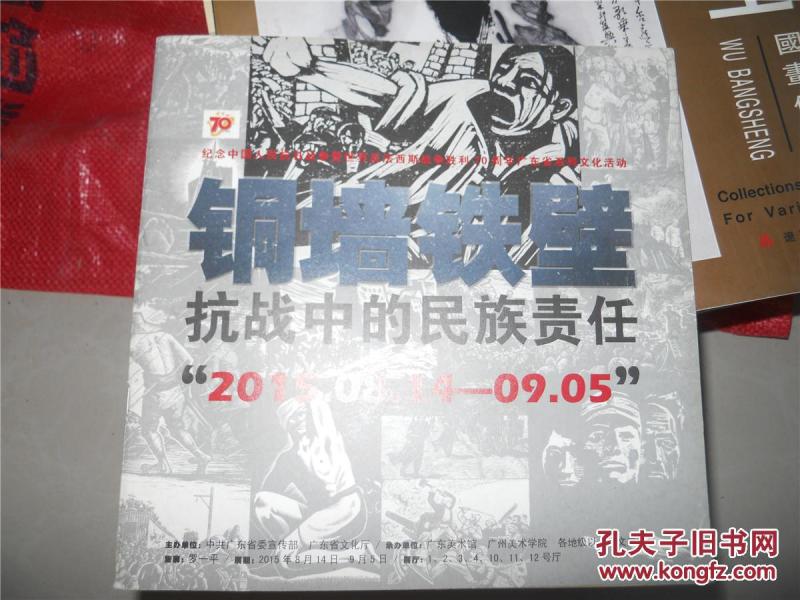 70
纪念中国人民抗日战争暨世界反法西斯战争胜利70周年广东省系列文化活动
铜墙铁壁
抗战中的民族责任
“2015.08.14—09.05”
主办单位：中共广东省委宣传部 广东省文化厅 / 承办单位：广东美术馆 广州美术学院 各地级以
策展：罗一平 / 展期：2015年8月14日—9月5日 / 展厅：1、2、3、4、10、11、12号厅
H
國
畫
WU BANGSHENG
Collections
For Vari
孔夫子旧书网
kongfz.com